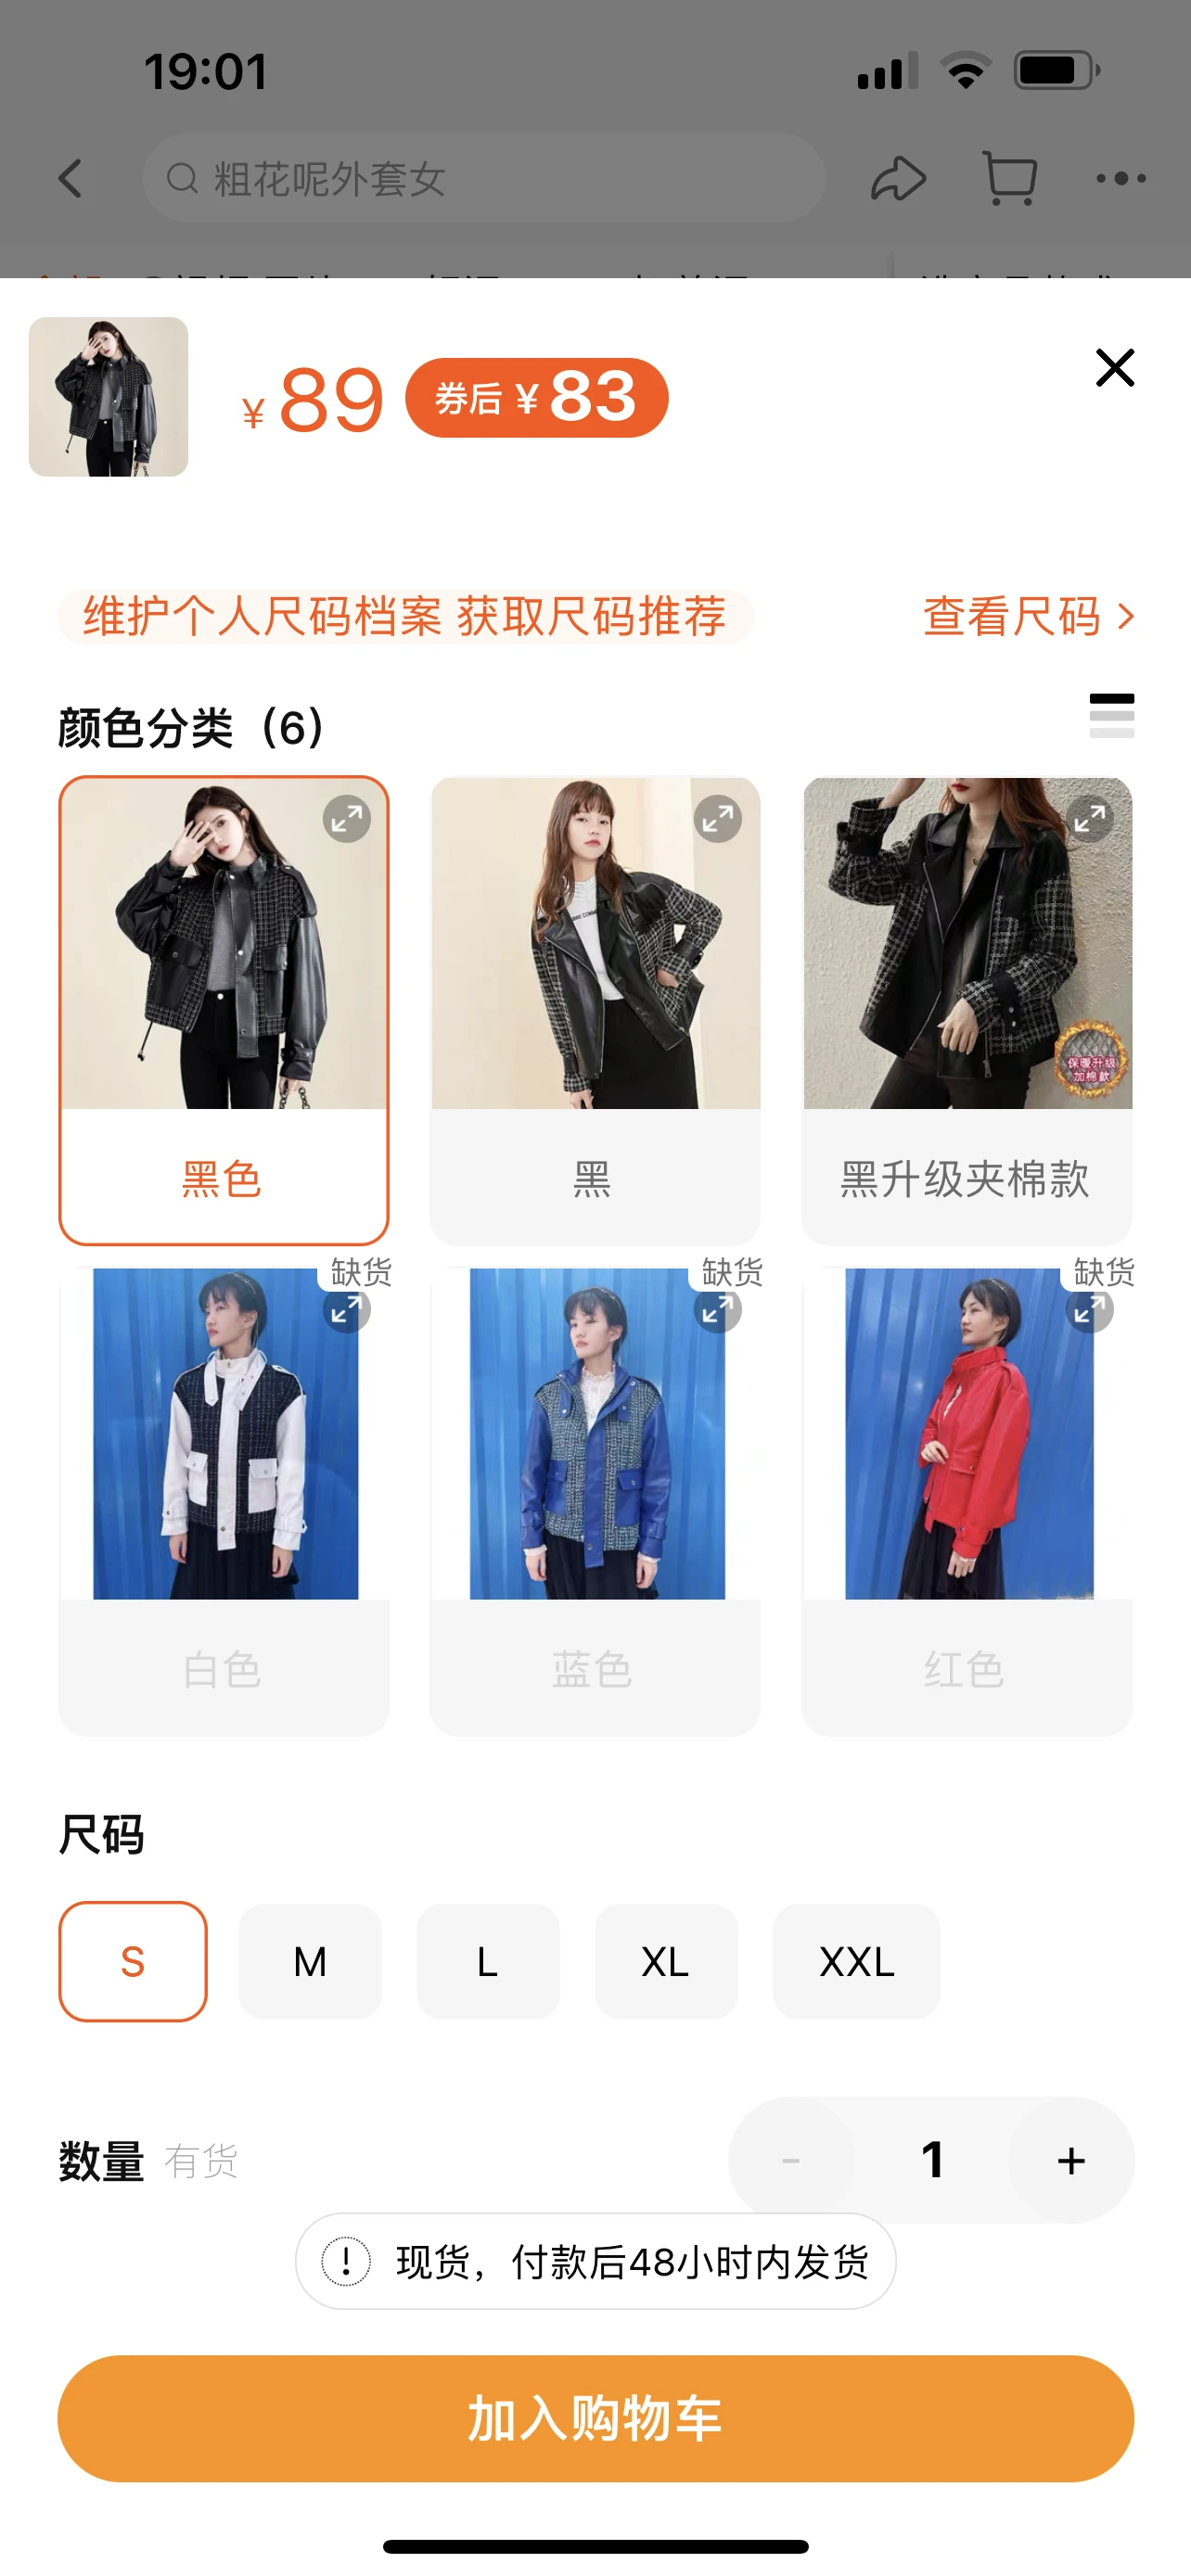 19:01
粗花呢外套女
¥89 券后 ¥83
维护个人尺码档案 获取尺码推荐 查看尺码
颜色分类（6）
保暖升级
加棉款
黑色 黑 黑升级夹棉款
缺货 缺货 缺货
白色 蓝色 红色
尺码
S M L XL XXL
数量 有货 - 1 +
现货，付款后48小时内发货
加入购物车